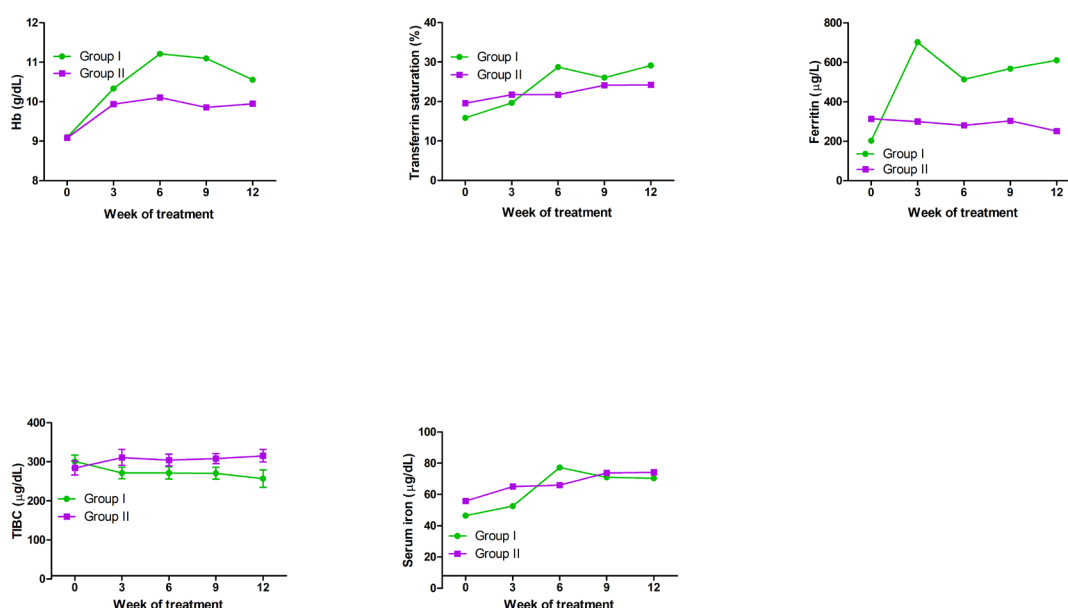 12
11
10
9
8
Hb (g/dL)
Group I
Group II
0 3 6 9 12
Week of treatment
40
30
20
10
0
Transferrin saturation (%)
Group I
Group II
0 3 6 9 12
Week of treatment
800
600
400
200
0
Ferritin (µg/L)
Group I
Group II
0 3 6 9 12
Week of treatment
400
300
200
100
0
TIBC (µg/dL)
Group I
Group II
0 3 6 9 12
Week of treatment
100
80
60
40
20
0
Serum iron (µg/dL)
Group I
Group II
0 3 6 9 12
Week of treatment